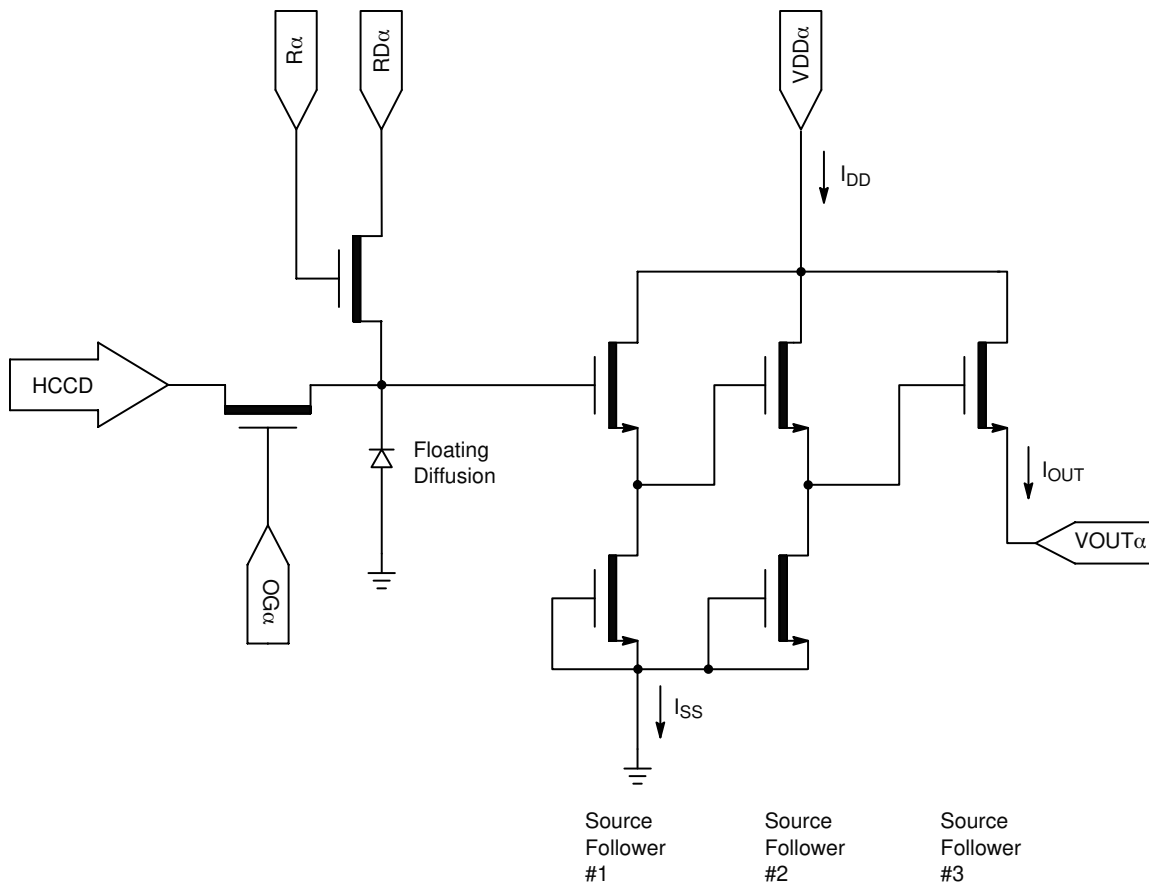 Rα
RDα
VDDα
IDD
HCCD
Floating
Diffusion
IOUT
VOUTα
OGα
ISS
Source
Follower
#1
Source
Follower
#2
Source
Follower
#3